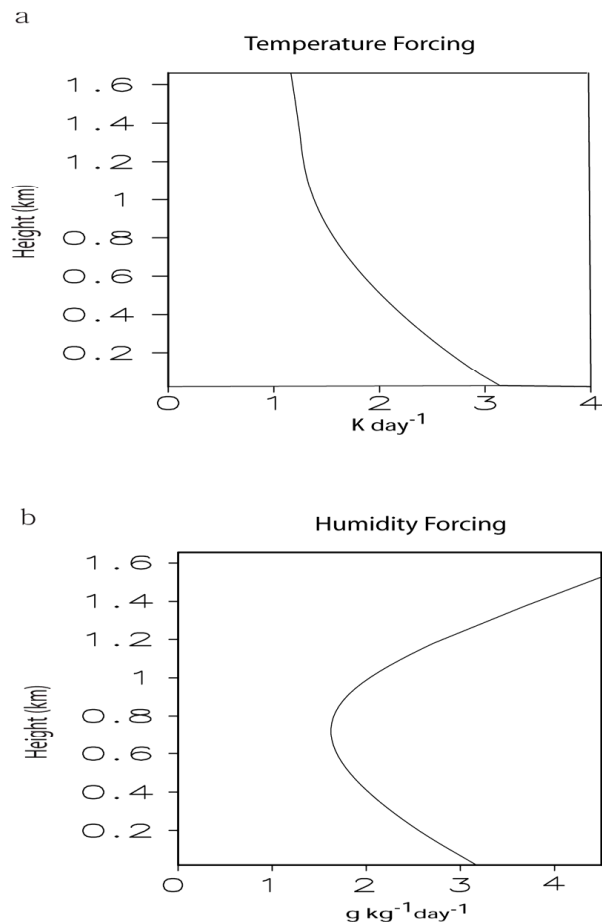 a
Temperature Forcing
1.6
1.4
1.2
1
0.8
0.6
0.4
0.2
Height (km)
0 1 2 3 4
K day-1
b
Humidity Forcing
1.6
1.4
1.2
1
0.8
0.6
0.4
0.2
Height (km)
0 1 2 3 4
g kg-1day-1